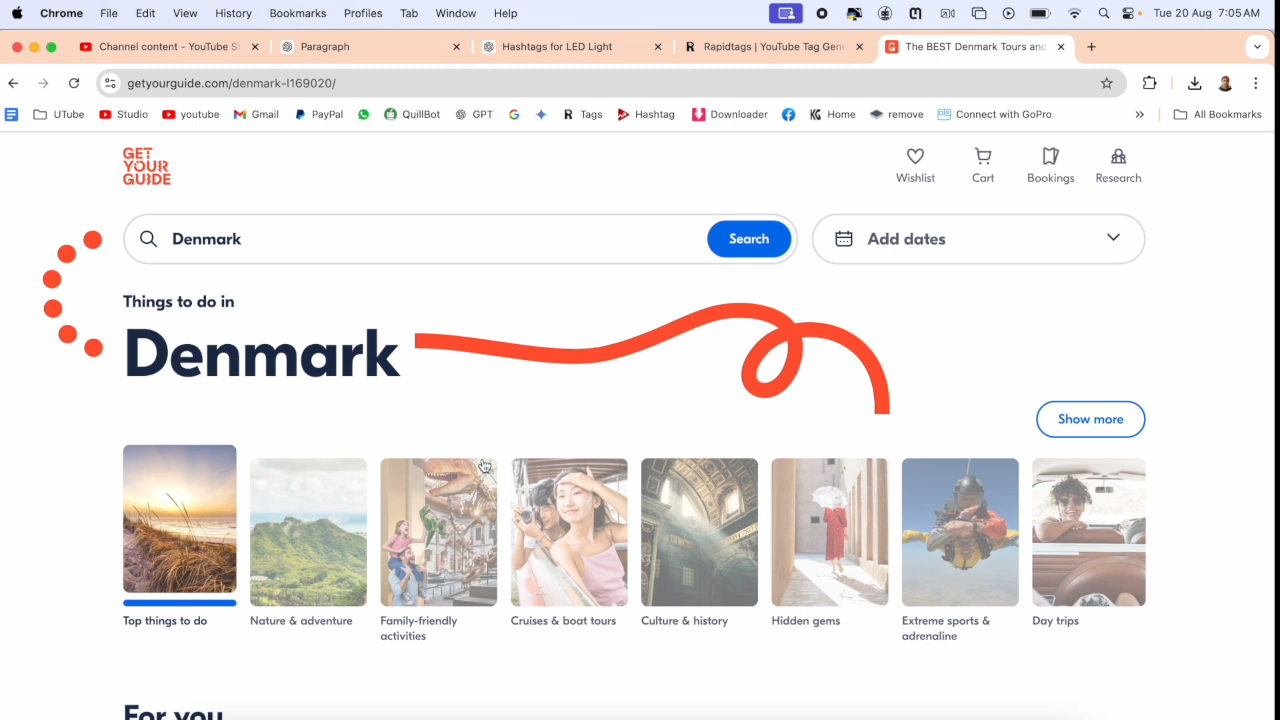 Chrome File Edit View History Bookmarks Profiles Tab Window Help Tue 20 Aug 7:05 AM
Channel content - YouTube S Paragraph Hashtags for LED Light Rapidtags | YouTube Tag Gen The BEST Denmark Tours and
getyourguide.com/denmark-l169020/
UTube Studio youtube Gmail PayPal QuillBot GPT Tags Hashtag Downloader Home remove Connect with GoPro » All Bookmarks
GET
YOUR
GUIDE
Wishlist Cart Bookings Research
Denmark Search Add dates
Things to do in
Denmark
Show more
Top things to do Nature & adventure Family-friendly Cruises & boat tours Culture & history Hidden gems Extreme sports & Day trips
activities adrenaline
For you